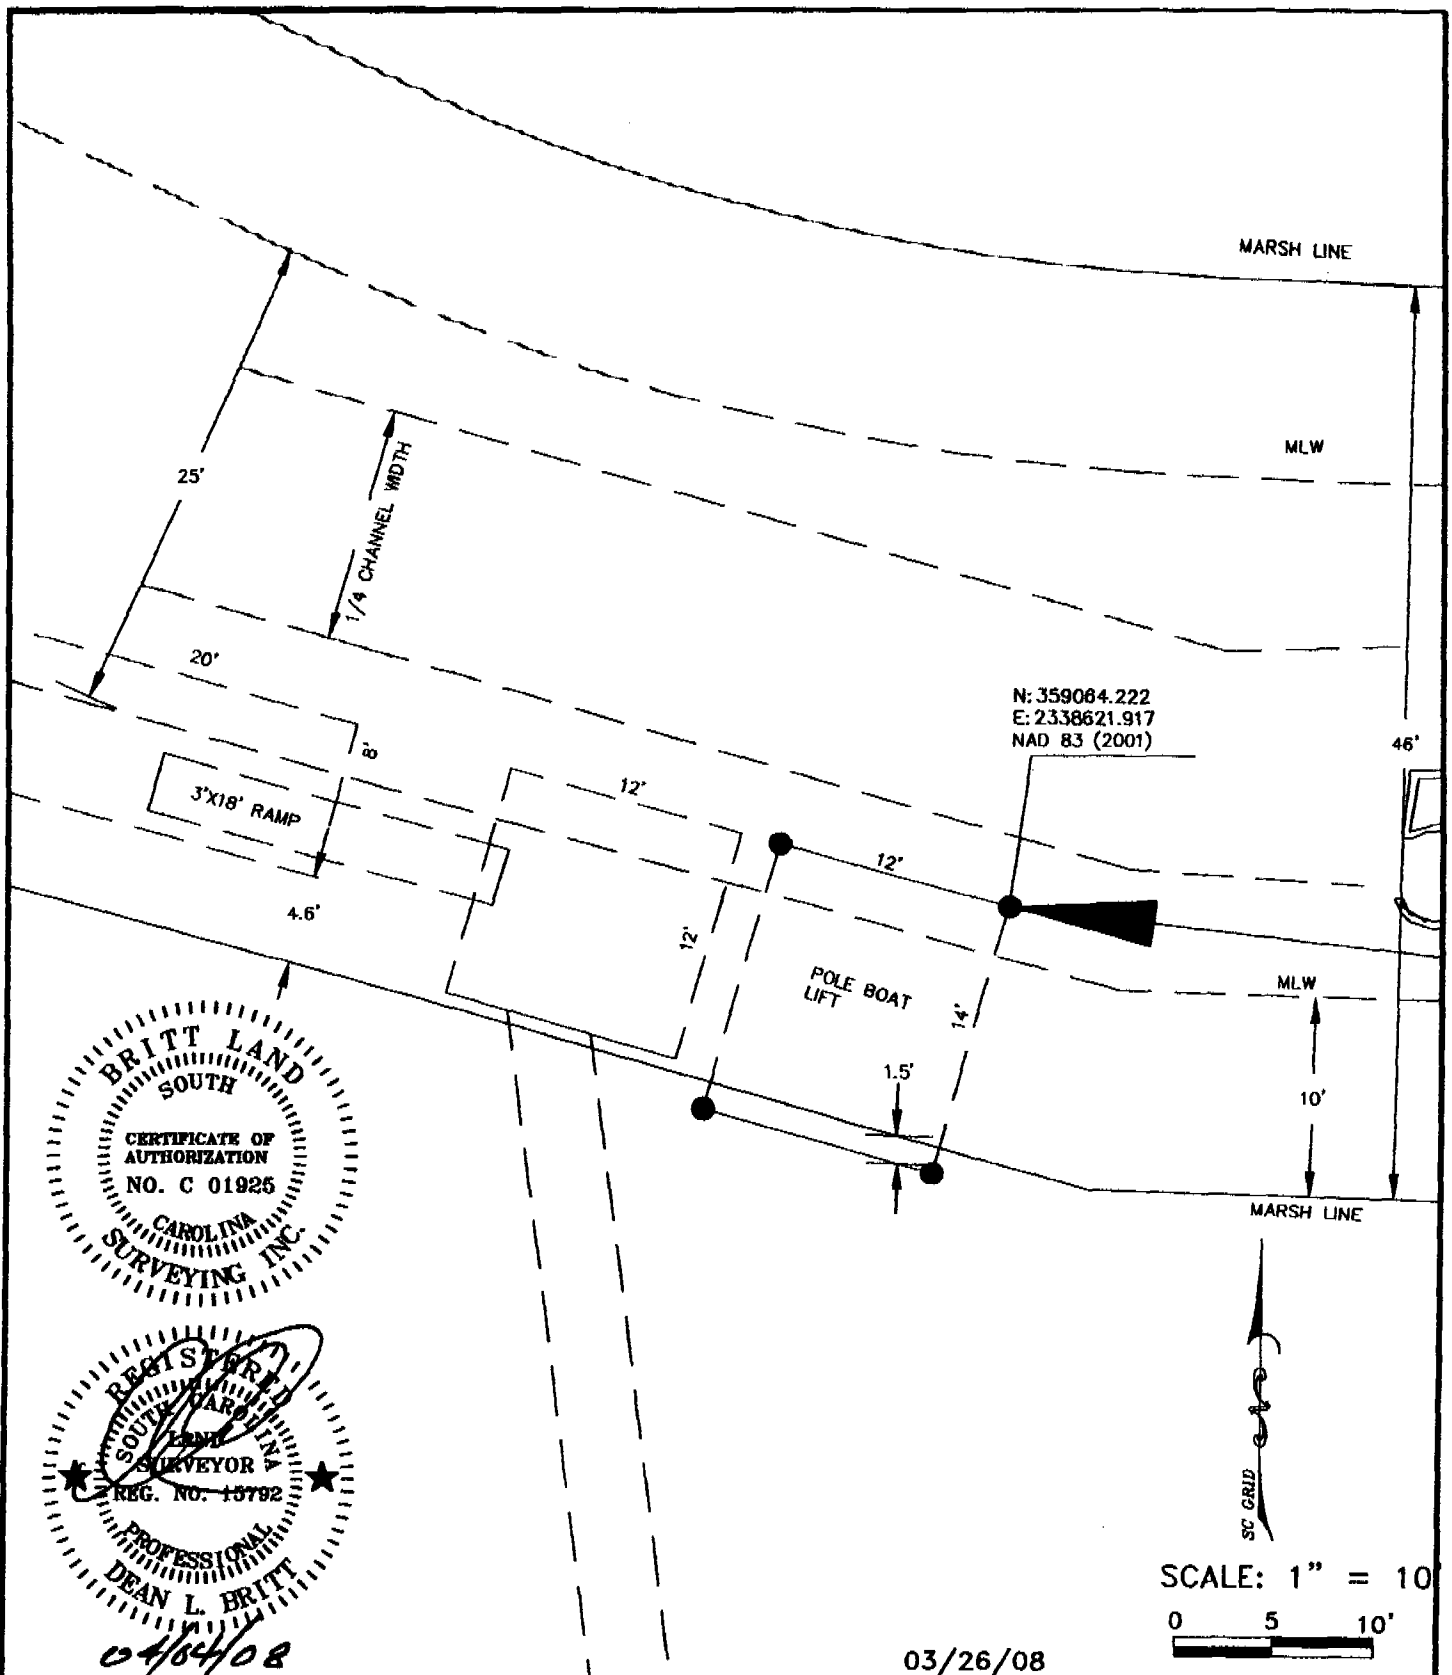 MARSH LINE
MLW
25'
1/4 CHANNEL WIDTH
20'
8'
3'X18' RAMP
4.6'
12'
12'
N: 359064.222
E: 2338621.917
NAD 83 (2001)
46'
12'
POLE BOAT
LIFT
14'
1.5'
MLW
10'
MARSH LINE
BRITT LAND
SOUTH
CERTIFICATE OF
AUTHORIZATION
NO. C 01925
CAROLINA
SURVEYING INC.
REGISTERED
SOUTH CAROLINA
LAND
SURVEYOR
REG. NO. 15792
PROFESSIONAL
DEAN L. BRITT
04/04/08
SC GRID
SCALE: 1" = 10'
0 5 10'
03/26/08